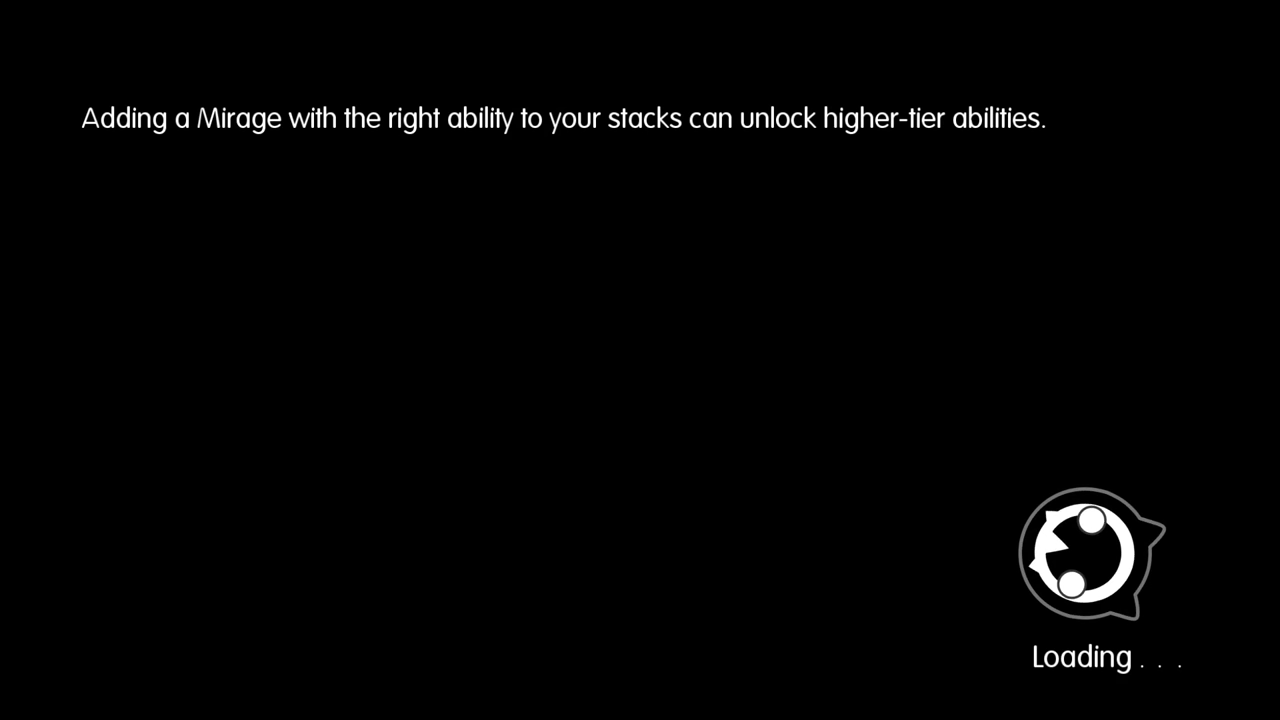 Adding a Mirage with the right ability to your stacks can unlock higher-tier abilities.
Loading . . .